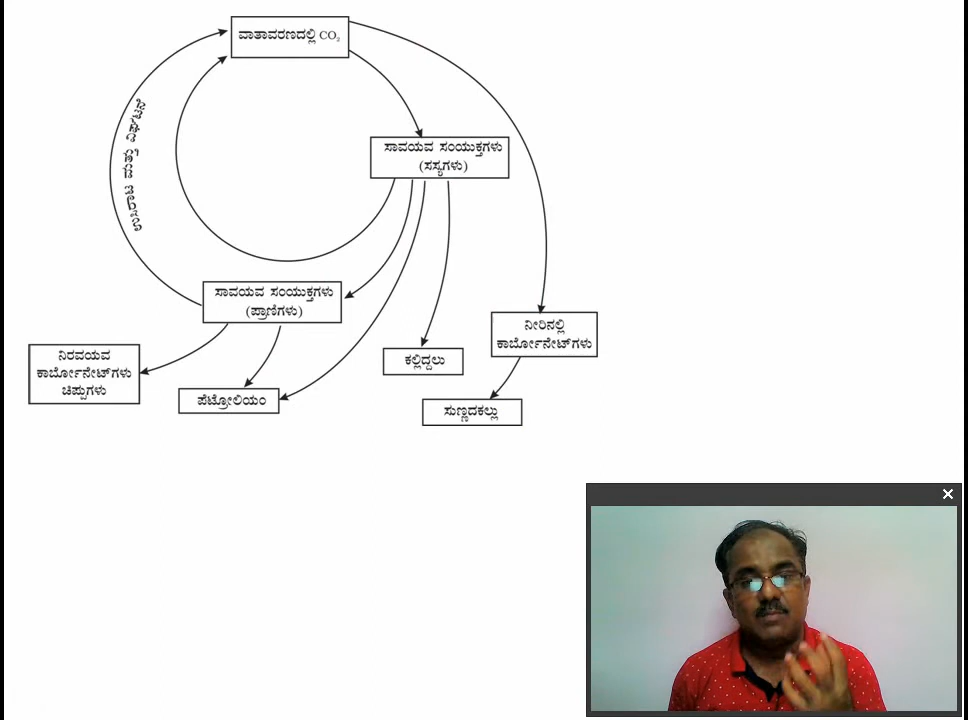 ವಾತಾವರಣದಲ್ಲಿ CO₂
ಉಸಿರಾಟ ಮತ್ತು ವಿಘಟನೆ
ಸಾವಯವ ಸಂಯುಕ್ತಗಳು
(ಸಸ್ಯಗಳು)
ಸಾವಯವ ಸಂಯುಕ್ತಗಳು
(ಪ್ರಾಣಿಗಳು)
ನೀರಿನಲ್ಲಿ
ಕಾರ್ಬೋನೇಟ್‌ಗಳು
ನಿರವಯವ
ಕಾರ್ಬೋನೇಟ್‌ಗಳು
ಚಿಪ್ಪುಗಳು
ಕಲ್ಲಿದ್ದಲು
ಪೆಟ್ರೋಲಿಯಂ
ಸುಣ್ಣದಕಲ್ಲು